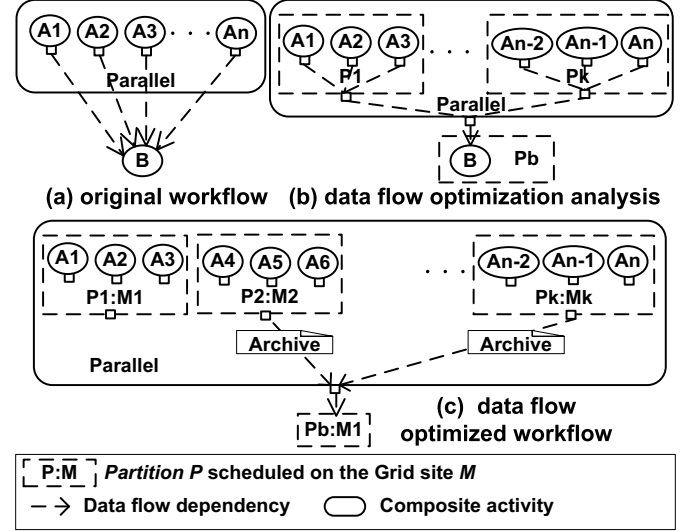 A1 A2 A3 . . . An
Parallel
B
(a) original workflow
A1 A2 A3 . . . An-2 An-1 An
P1 Pk
Parallel
B Pb
(b) data flow optimization analysis
A1 A2 A3 A4 A5 A6 . . . An-2 An-1 An
P1:M1 P2:M2 Pk:Mk
Archive Archive
Parallel
Pb:M1
(c) data flow
optimized workflow
P:M Partition P scheduled on the Grid site M
Data flow dependency Composite activity